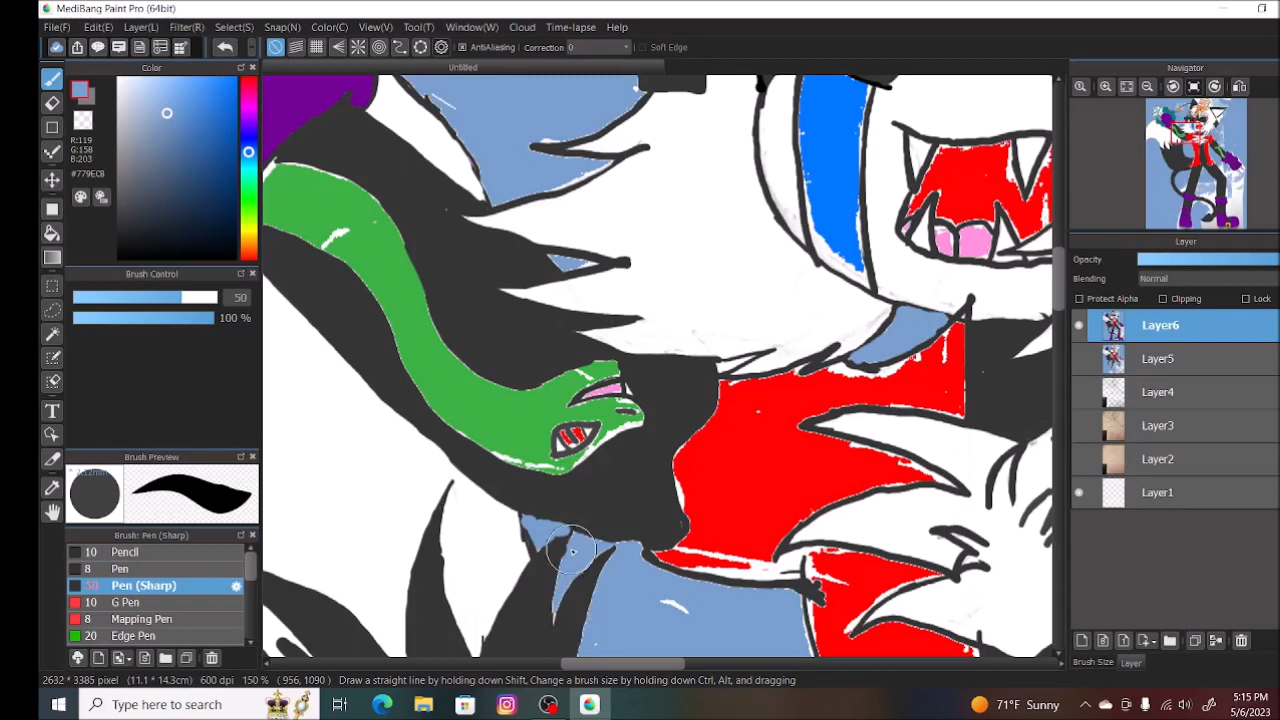 MediBang Paint Pro (64bit)
File(F) Edit(E) Layer(L) Filter(R) Select(S) Snap(N) Color(C) View(V) Tool(T) Window(W) Cloud Time-lapse Help
AntiAliasing Correction 0 Soft Edge
Color
Untitled
Navigator
R:119
G:158
B:203
#779ECB
Layer
Opacity
Blending Normal
Protect Alpha Clipping Lock
Brush Control
50
100 %
Layer6
Layer5
Layer4
Layer3
Layer2
Layer1
Brush Preview
Brush: Pen (Sharp)
10 Pencil
8 Pen
50 Pen (Sharp)
10 G Pen
8 Mapping Pen
20 Edge Pen
Brush Size Layer
2632 * 3385 pixel (11.1 * 14.3cm) 600 dpi 150 % (956, 1090) Draw a straight line by holding down Shift, Change a brush size by holding down Ctrl, Alt, and dragging
Type here to search
71°F Sunny
5:15 PM
5/6/2023